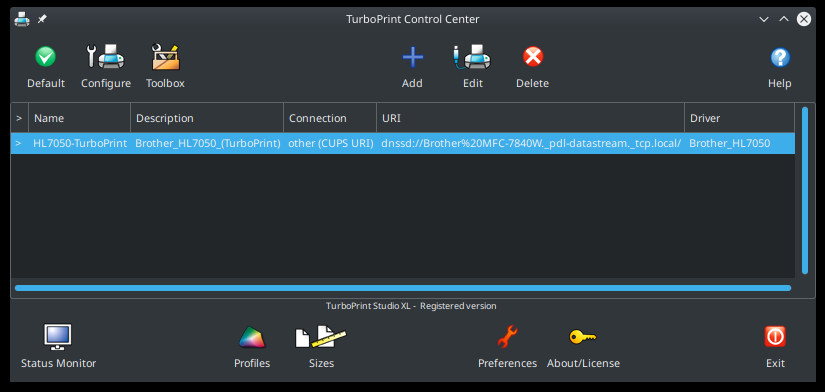 TurboPrint Control Center
Default Configure Toolbox Add Edit Delete Help
> Name Description Connection URI Driver
> HL7050-TurboPrint Brother_HL7050_(TurboPrint) other (CUPS URI) dnssd://Brother%20MFC-7840W._pdl-datastream._tcp.local/ Brother_HL7050
TurboPrint Studio XL - Registered version
Status Monitor Profiles Sizes Preferences About/License Exit